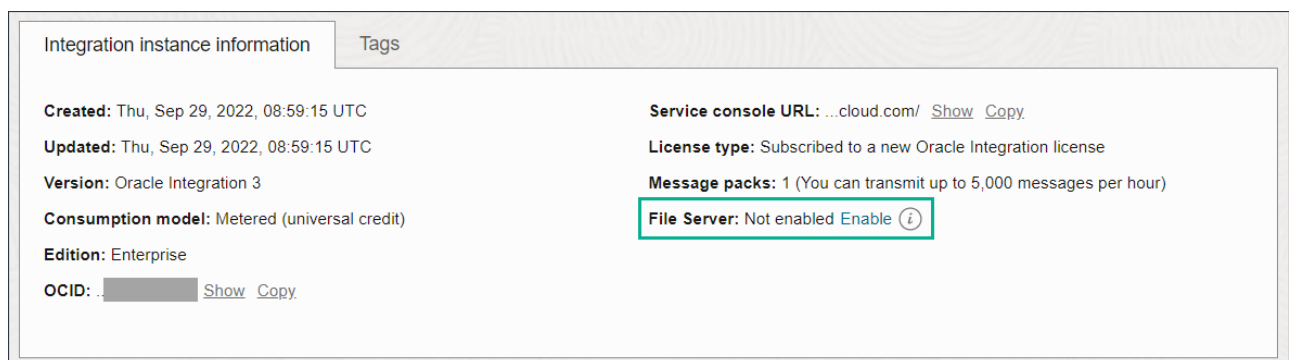 Integration instance information
Tags
Created: Thu, Sep 29, 2022, 08:59:15 UTC
Updated: Thu, Sep 29, 2022, 08:59:15 UTC
Version: Oracle Integration 3
Consumption model: Metered (universal credit)
Edition: Enterprise
OCID: .. Show Copy
Service console URL: ...cloud.com/ Show Copy
License type: Subscribed to a new Oracle Integration license
Message packs: 1 (You can transmit up to 5,000 messages per hour)
File Server: Not enabled Enable i